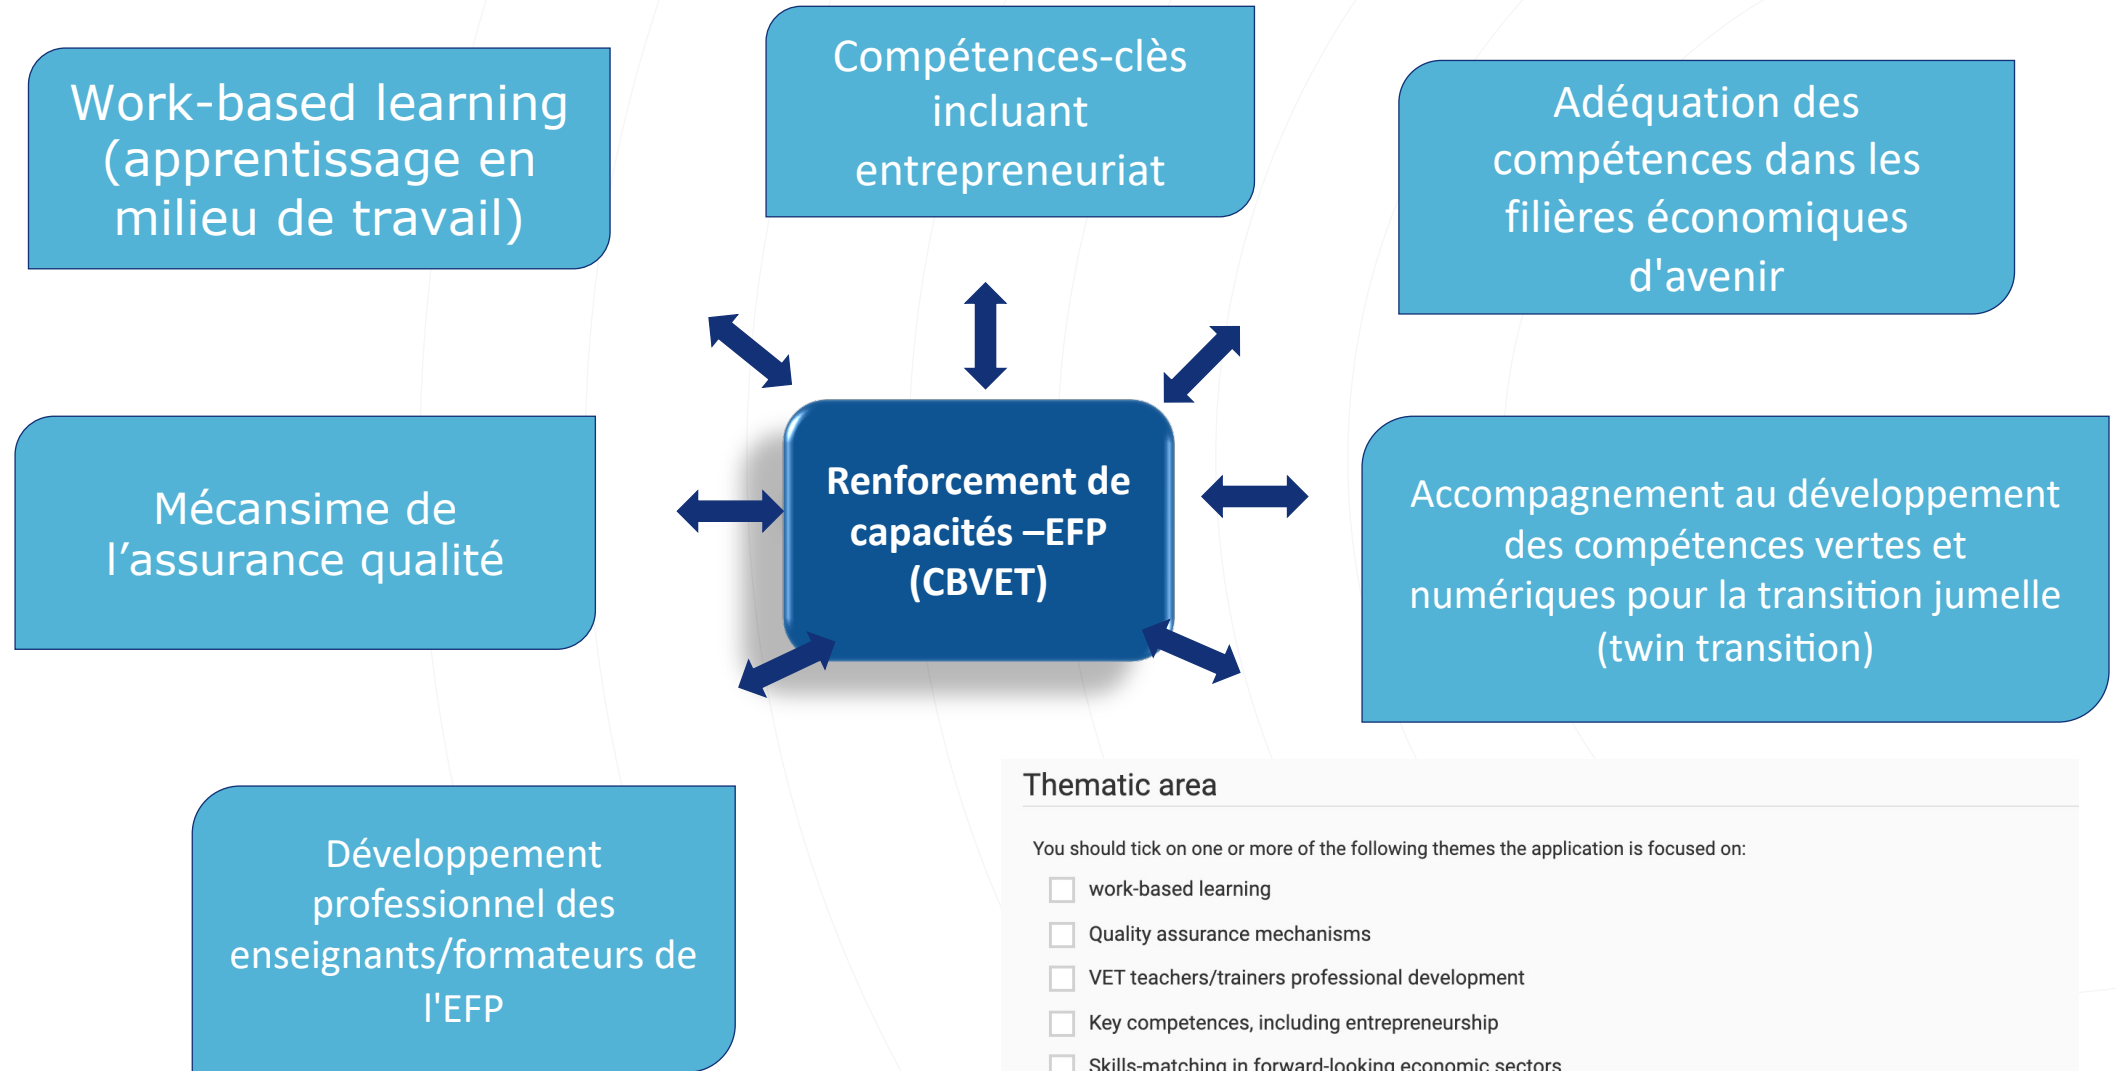 Work-based learning
(apprentissage en
milieu de travail)
Compétences-clès
incluant
entrepreneuriat
Adéquation des
compétences dans les
filières économiques
d'avenir
Mécansime de
l’assurance qualité
Renforcement de
capacités –EFP
(CBVET)
Accompagnement au développement
des compétences vertes et
numériques pour la transition jumelle
(twin transition)
Développement
professionnel des
enseignants/formateurs de
l'EFP
Thematic area
You should tick on one or more of the following themes the application is focused on:
work-based learning
Quality assurance mechanisms
VET teachers/trainers professional development
Key competences, including entrepreneurship
Skills-matching in forward-looking economic sectors